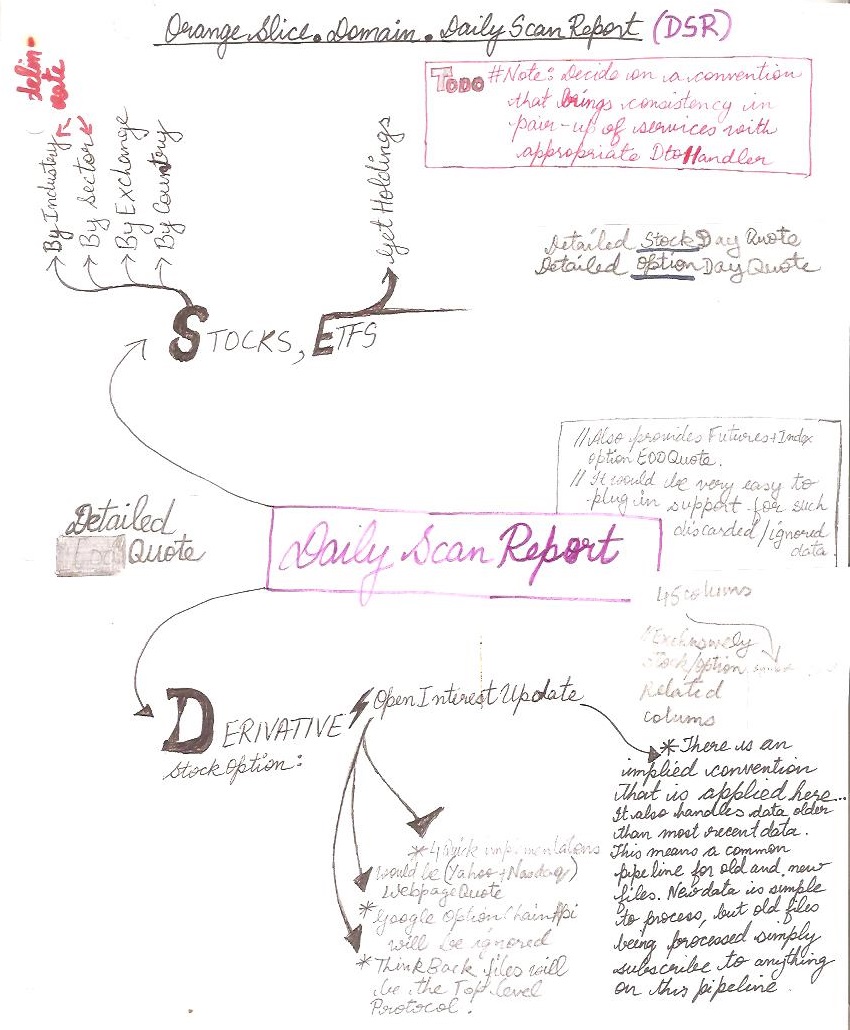 Orange Slice. Domain. Daily Scan Report (DSR)
delin-
eate
TODO #Note: Decide on a convention
that brings consistency in
pair-up of services with
appropriate DtoHandler
By Industry
By Sector
By Exchange
By Country
Get Holdings
Detailed Stock Day Quote
Detailed Option Day Quote
STOCKS, ETFS
//Also provides Futures+Index
option EODQuote.
// It would be very easy to
plug in support for such
discarded/ignored
data.
Detailed
Quote
Daily Scan Report
45 colums
Exclusively
Stock/option
Related
colums
DERIVATIVE
Open Interest Update
Stock Option:
*There is an
implied convention
that is applied here...
It also handles data older
than most recent data.
This means a common
pipeline for old and new
files. New data is simple
to process, but old files
being processed simply
subscribe to anything
on this pipeline.
* implementations
would be (Yahoo+Nasdaq)
WebpageQuote
* Google OptionChainApi
will be ignored
* ThinkBack files will
be the Top Level
Protocol.